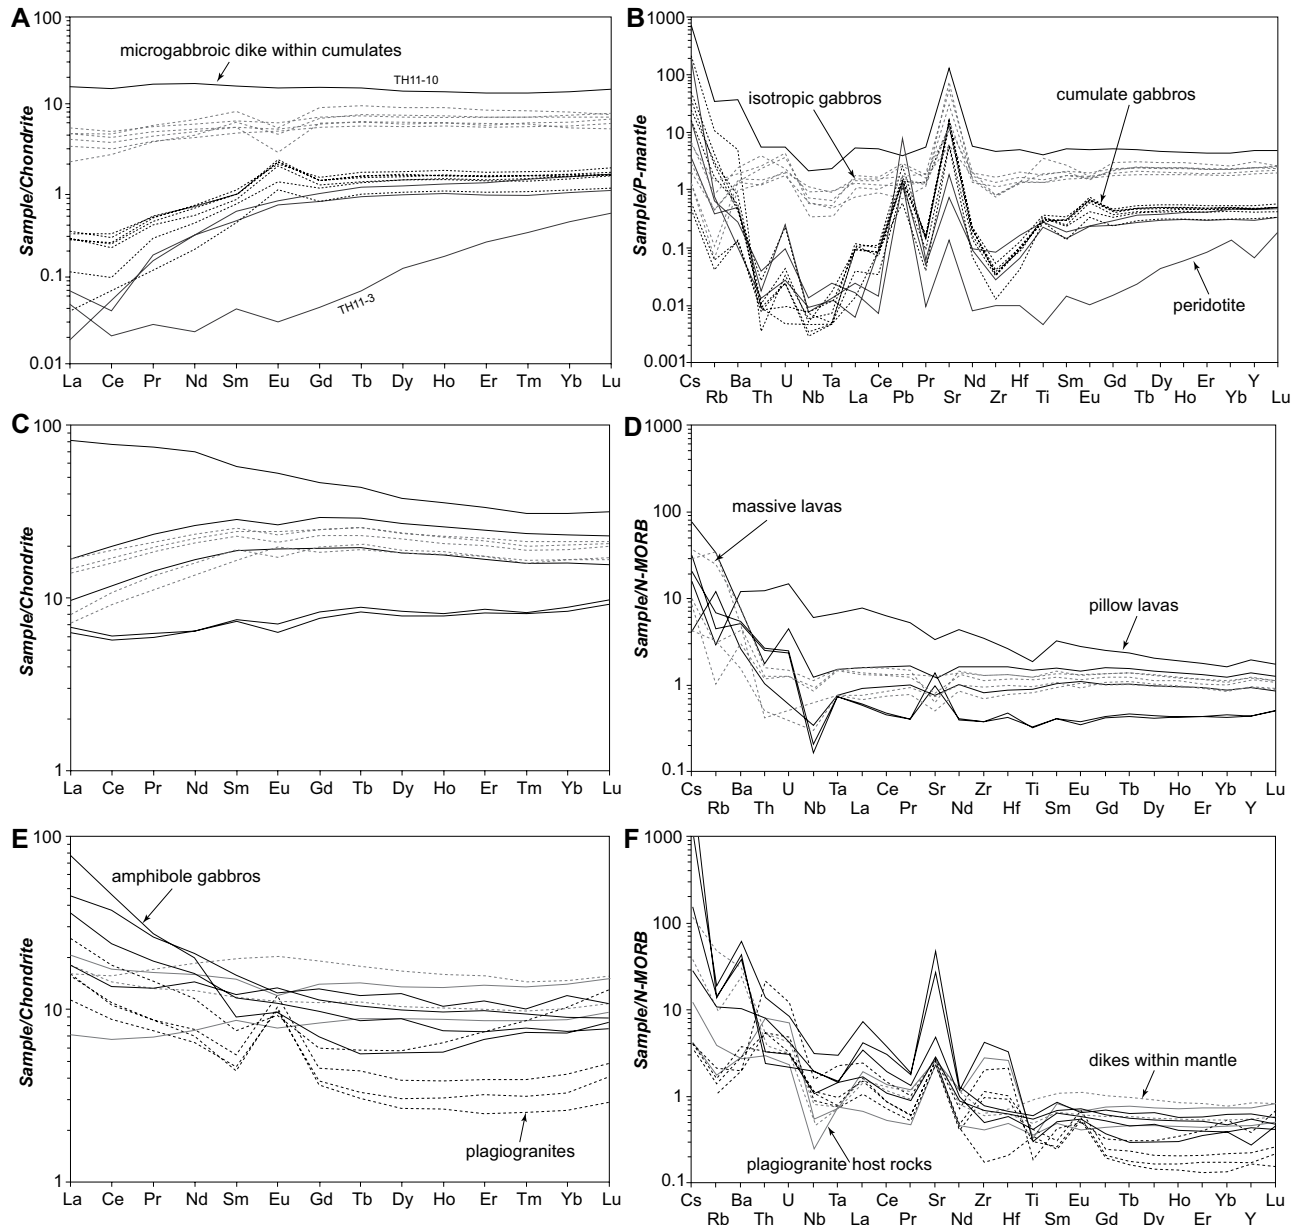 A
100
10
1
0.1
0.01
Sample/Chondrite
microgabbroic dike within cumulates
TH11-10
TH11-3
La Ce Pr Nd Sm Eu Gd Tb Dy Ho Er Tm Yb Lu
B
1000
100
10
1
0.1
0.01
0.001
Sample/P-mantle
isotropic gabbros
cumulate gabbros
peridotite
Cs Ba U Ta Ce Pr Nd Hf Sm Gd Dy Er Y
Rb Th Nb La Pb Sr Zr Ti Eu Tb Ho Yb Lu
C
100
10
1
Sample/Chondrite
La Ce Pr Nd Sm Eu Gd Tb Dy Ho Er Tm Yb Lu
D
1000
100
10
1
0.1
Sample/N-MORB
massive lavas
pillow lavas
Cs Ba U Ta Ce Sr Zr Ti Eu Tb Ho Yb Lu
Rb Th Nb La Pr Nd Hf Sm Gd Dy Er Y
E
100
10
1
Sample/Chondrite
amphibole gabbros
plagiogranites
La Ce Pr Nd Sm Eu Gd Tb Dy Ho Er Tm Yb Lu
F
1000
100
10
1
0.1
Sample/N-MORB
dikes within mantle
plagiogranite host rocks
Cs Ba U Ta Ce Sr Zr Ti Eu Tb Ho Yb Lu
Rb Th Nb La Pr Nd Hf Sm Gd Dy Er Y